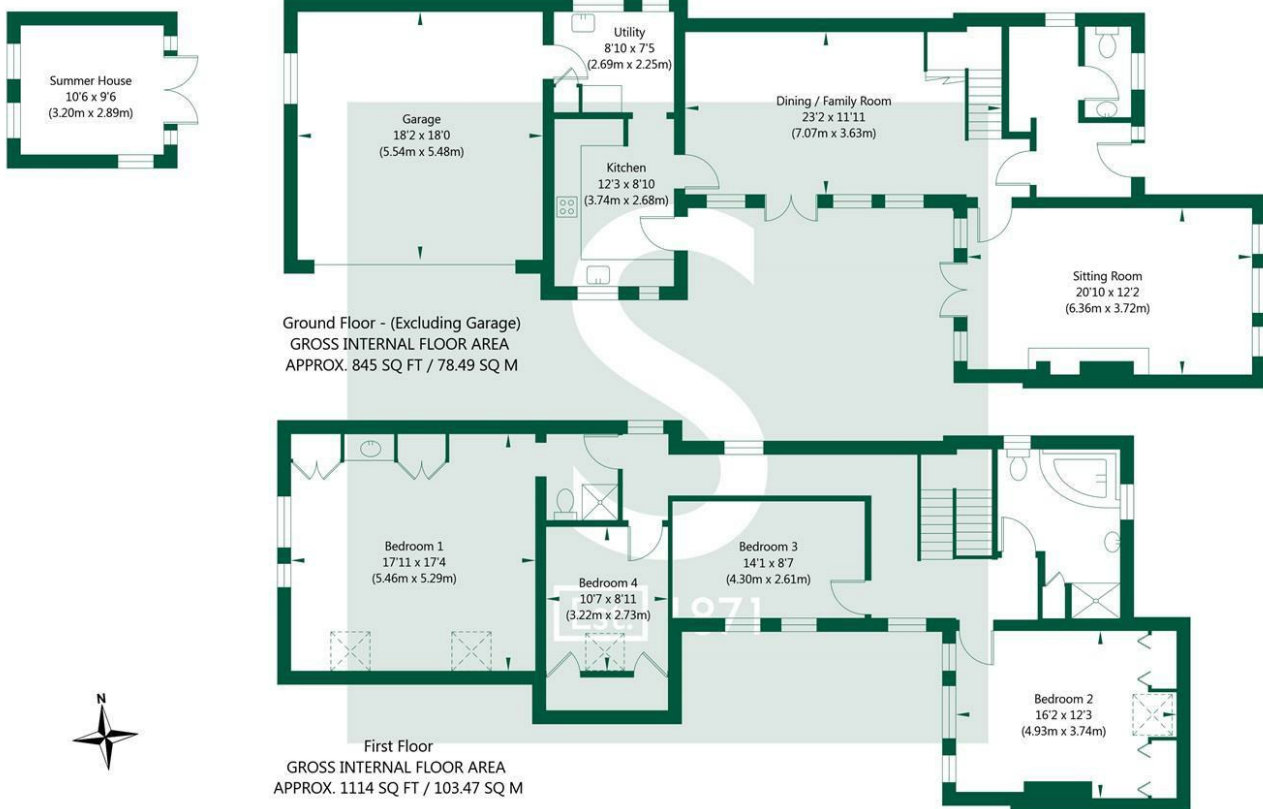 Summer House
10'6 x 9'6
(3.20m x 2.89m)
Garage
18'2 x 18'0
(5.54m x 5.48m)
Utility
8'10 x 7'5
(2.69m x 2.25m)
Kitchen
12'3 x 8'10
(3.74m x 2.68m)
Dining / Family Room
23'2 x 11'11
(7.07m x 3.63m)
Sitting Room
20'10 x 12'2
(6.36m x 3.72m)
Ground Floor - (Excluding Garage)
GROSS INTERNAL FLOOR AREA
APPROX. 845 SQ FT / 78.49 SQ M
S
Bedroom 1
17'11 x 17'4
(5.46m x 5.29m)
Bedroom 4
10'7 x 8'11
(3.22m x 2.73m)
Bedroom 3
14'1 x 8'7
(4.30m x 2.61m)
Est. 1871
Bedroom 2
16'2 x 12'3
(4.93m x 3.74m)
N
First Floor
GROSS INTERNAL FLOOR AREA
APPROX. 1114 SQ FT / 103.47 SQ M